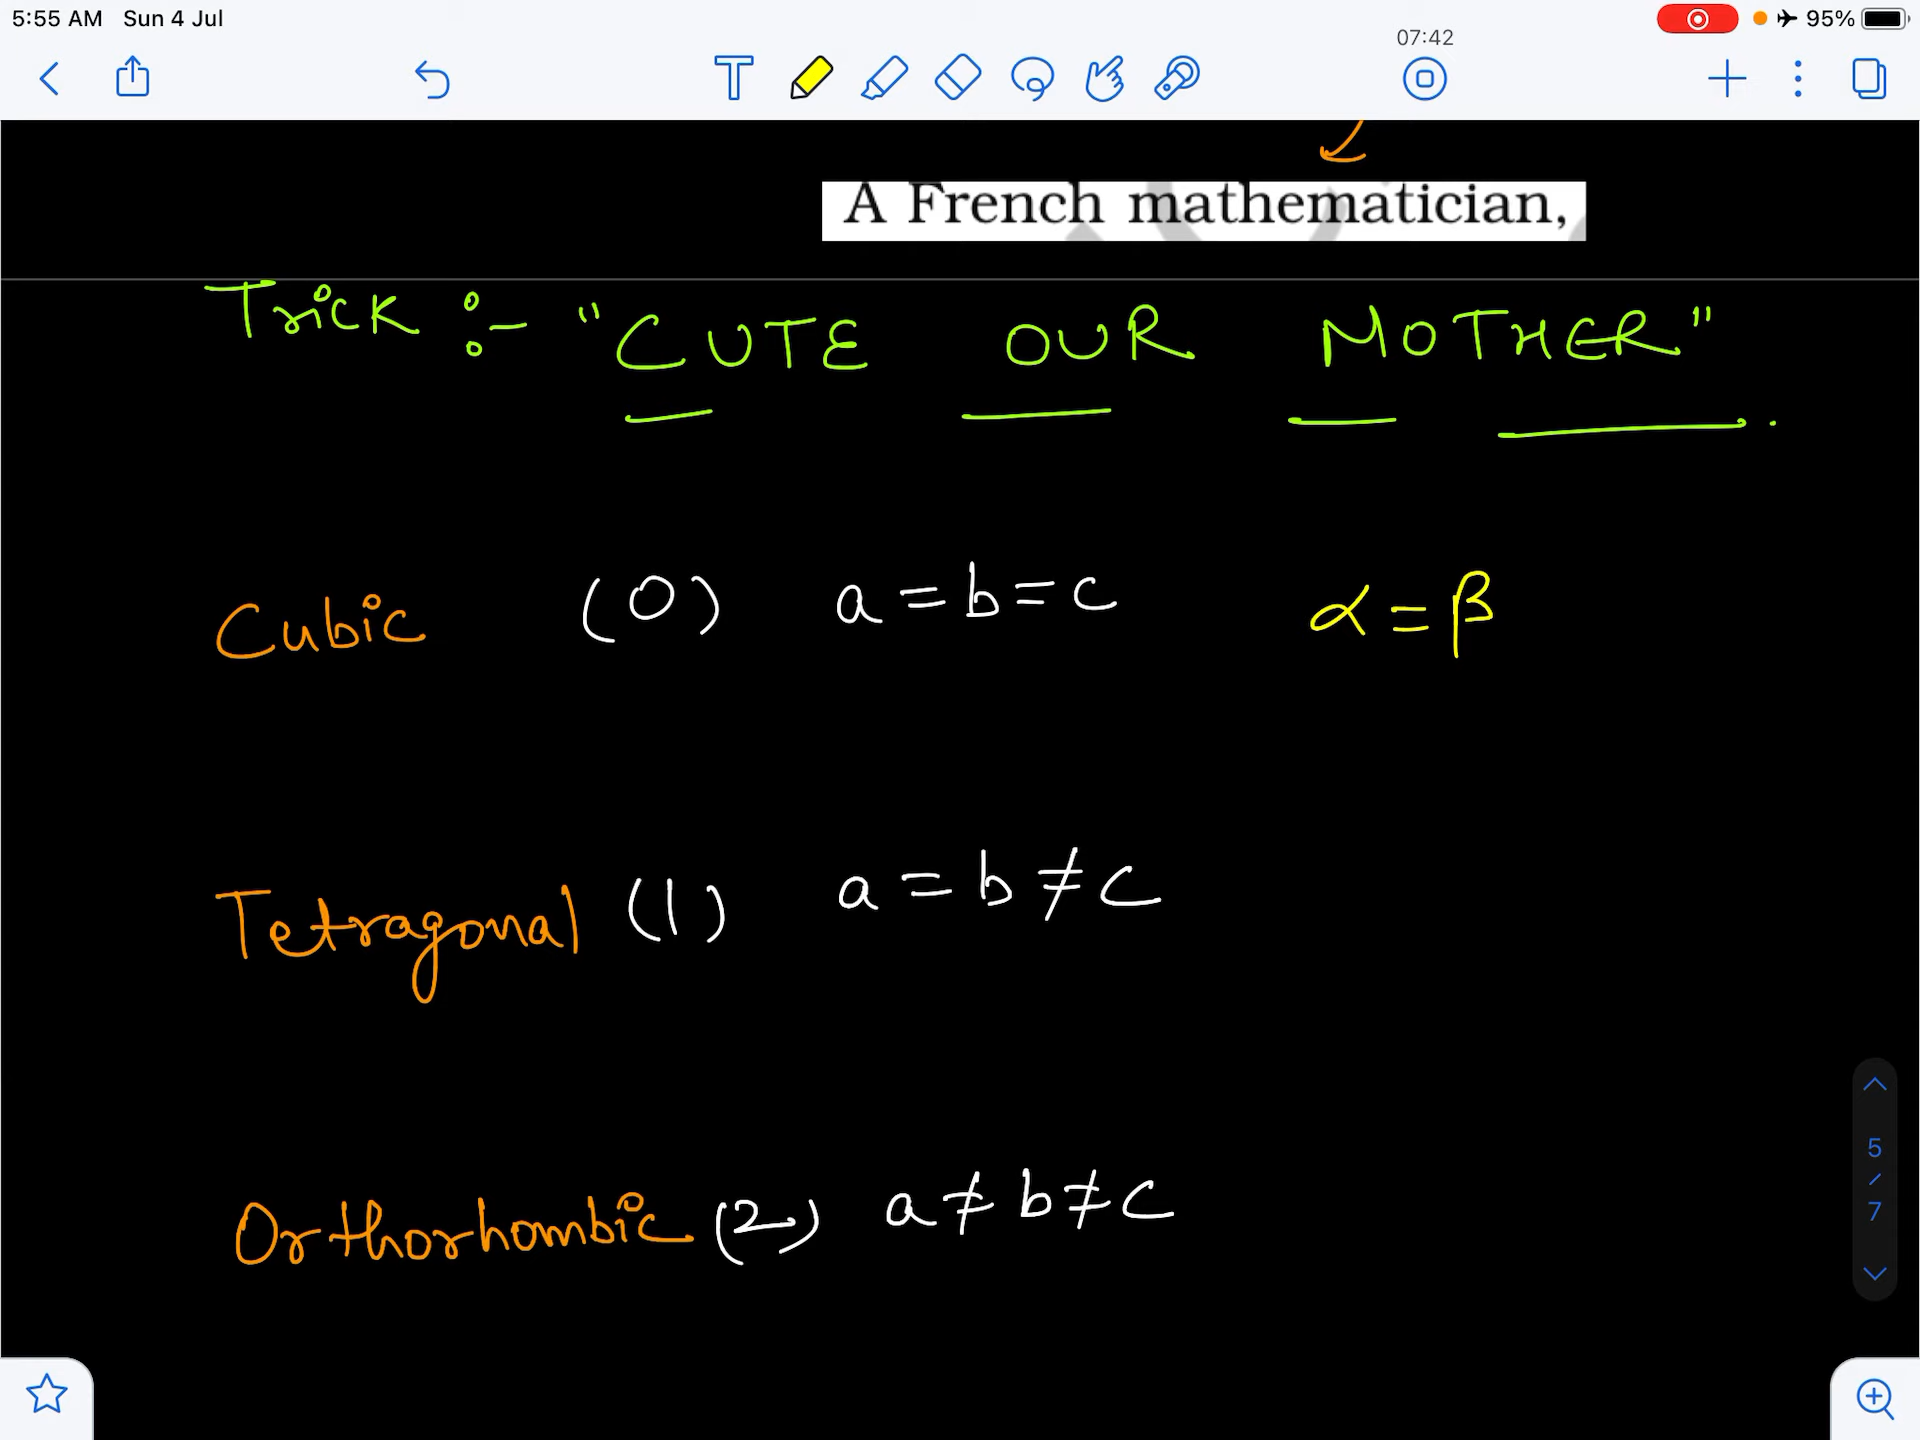 5:55 AM Sun 4 Jul
95%
07:42
A French mathematician,
Trick :- "CUTE OUR MOTHER"
Cubic (0) a = b = c α = β
Tetragonal (1) a = b ≠ c
Orthorhombic (2) a ≠ b ≠ c
5
/
7